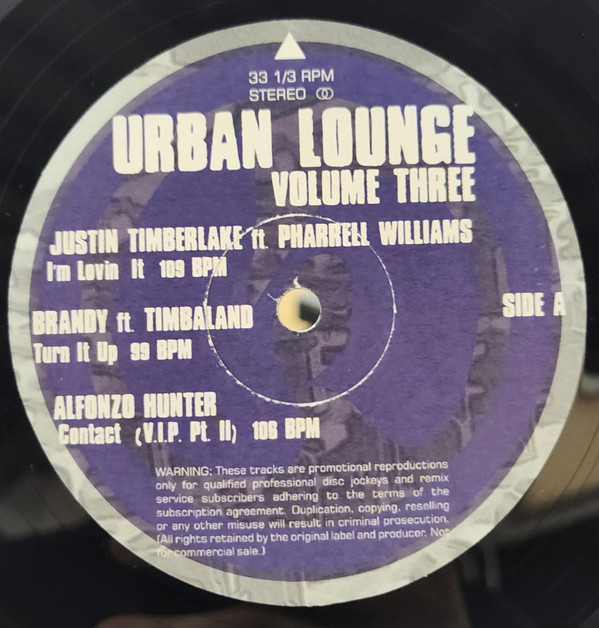 33 1/3 RPM
STEREO
URBAN LOUNGE
VOLUME THREE
JUSTIN TIMBERLAKE ft. PHARRELL WILLIAMS
I'm Lovin It 109 BPM
SIDE A
BRANDY ft. TIMBALAND
Turn It Up 99 BPM
ALFONZO HUNTER
Contact (V.I.P. Pt. II) 106 BPM
WARNING: These tracks are promotional reproductions
only for qualified professional disc jockeys and remix
service subscribers adhering to the terms of the
subscription agreement. Duplication, copying, reselling
or any other misuse will result in criminal prosecution.
(All rights retained by the original label and producer. Not
for commercial sale.)